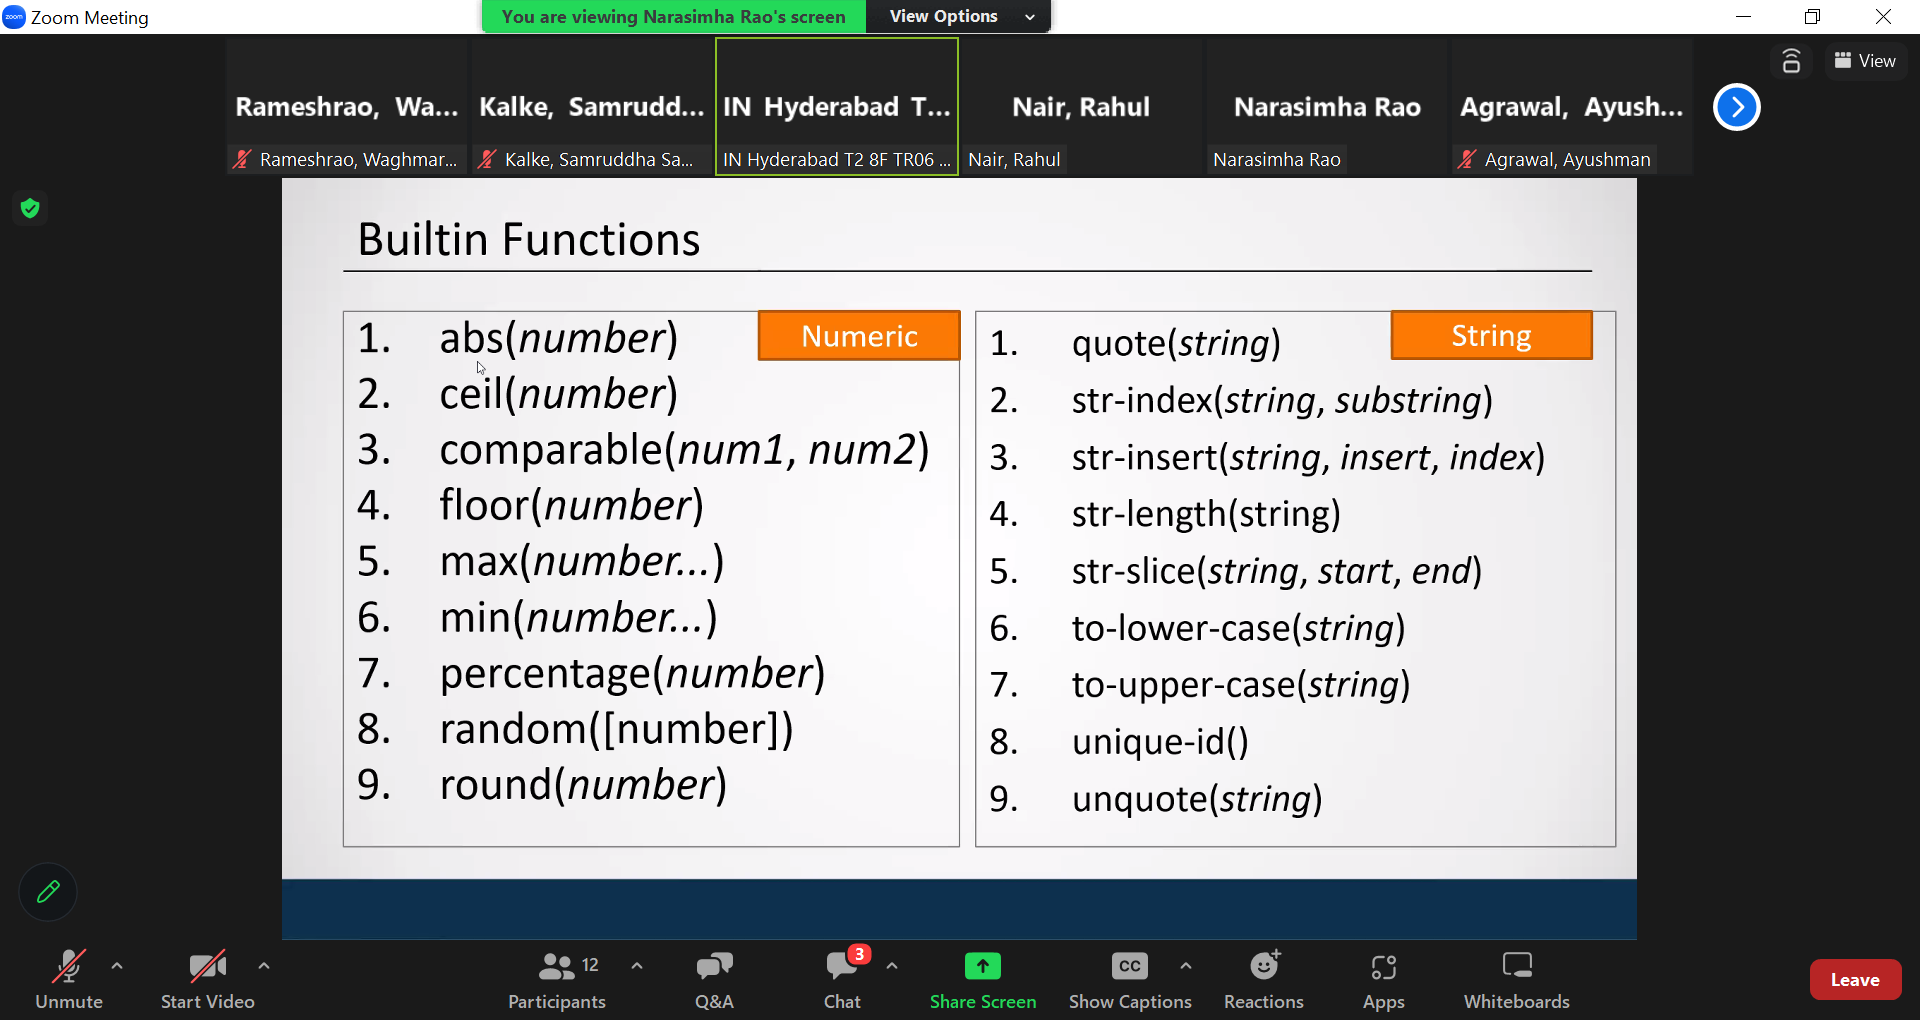 zoom Zoom Meeting
You are viewing Narasimha Rao's screen
View Options
View
Rameshrao, Wa...
Kalke, Samrudd...
IN Hyderabad T...
Nair, Rahul
Narasimha Rao
Agrawal, Ayush...
Rameshrao, Waghmar...
Kalke, Samruddha Sa...
IN Hyderabad T2 8F TR06 ...
Nair, Rahul
Narasimha Rao
Agrawal, Ayushman
Builtin Functions
Numeric
1. abs(number)
2. ceil(number)
3. comparable(num1, num2)
4. floor(number)
5. max(number...)
6. min(number...)
7. percentage(number)
8. random([number])
9. round(number)
String
1. quote(string)
2. str-index(string, substring)
3. str-insert(string, insert, index)
4. str-length(string)
5. str-slice(string, start, end)
6. to-lower-case(string)
7. to-upper-case(string)
8. unique-id()
9. unquote(string)
Unmute
Start Video
12
Participants
Q&A
3
Chat
Share Screen
CC
Show Captions
Reactions
Apps
Whiteboards
Leave